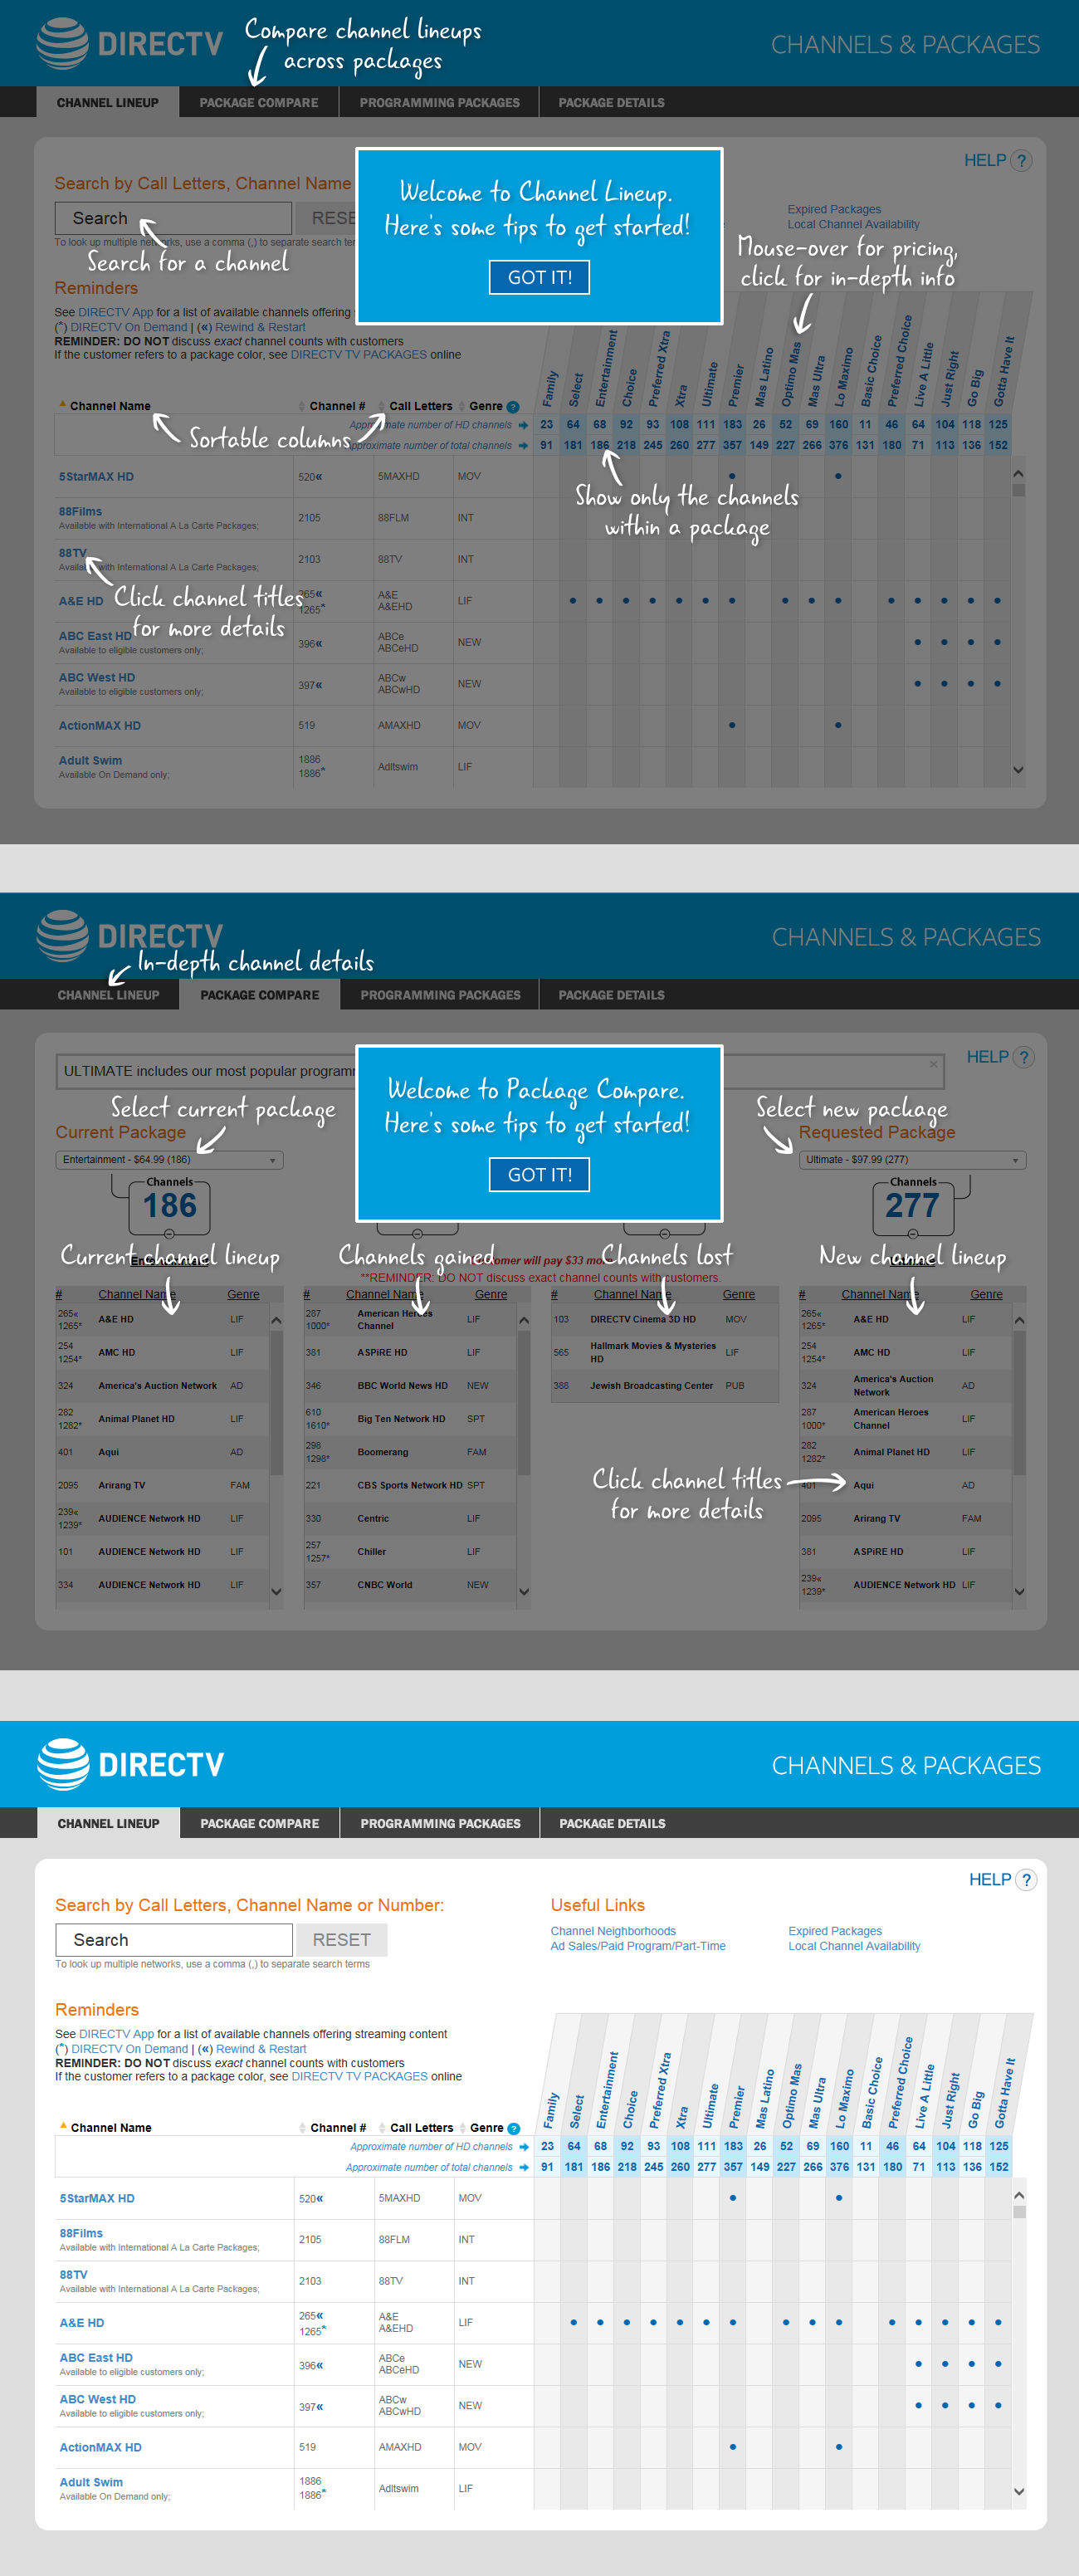 DIRECTV
Compare channel lineups
across packages
CHANNELS & PACKAGES
CHANNEL LINEUP
PACKAGE COMPARE
PROGRAMMING PACKAGES
PACKAGE DETAILS
HELP ?
Search by Call Letters, Channel Name
Welcome to Channel Lineup.
Here's some tips to get started!
GOT IT!
Expired Packages
Local Channel Availability
Search
RESE
To look up multiple networks, use a comma (,) to separate search ter
Search for a channel
Mouse-over for pricing,
click for in-depth info
Reminders
See DIRECTV App for a list of available channels offering
(*) DIRECTV On Demand | («) Rewind & Restart
REMINDER: DO NOT discuss exact channel counts with customers
If the customer refers to a package color, see DIRECTV TV PACKAGES online
Family Select Entertainment Choice Preferred Xtra Xtra Ultimate Premier Mas Latino Optimo Mas Mas Ultra Lo Maximo Basic Choice Preferred Choice Live A Little Just Right Go Big Gotta Have It
Channel Name Channel # Call Letters Genre ?
Approximate number of HD channels 23 64 68 92 93 108 111 183 26 52 69 160 11 46 64 104 118 125
Sortable columns
Approximate number of total channels 91 181 186 218 245 260 277 357 149 227 266 376 131 180 71 113 136 152
5StarMAX HD 520« 5MAXHD MOV
Show only the channels
within a package
88Films 2105 88FLM INT
Available with International A La Carte Packages;
88TV 2103 88TV INT
Available with International A La Carte Packages;
Click channel titles
for more details
A&E HD 265« A&E LIF
1265* A&EHD
ABC East HD 396« ABCe NEW
Available to eligible customers only; ABCeHD
ABC West HD 397« ABCw NEW
Available to eligible customers only; ABCwHD
ActionMAX HD 519 AMAXHD MOV
Adult Swim 1886 Adltswim LIF
Available On Demand only; 1886*
DIRECTV
CHANNELS & PACKAGES
In-depth channel details
CHANNEL LINEUP
PACKAGE COMPARE
PROGRAMMING PACKAGES
PACKAGE DETAILS
HELP ?
ULTIMATE includes our most popular programm
Welcome to Package Compare.
Here's some tips to get started!
GOT IT!
Select current package
Select new package
Current Package
Requested Package
Entertainment - $64.99 (186)
Ultimate - $97.99 (277)
Channels
186
Channels
277
Current channel lineup
Channels gained
Channels lost
New channel lineup
omer will pay $33 mo
**REMINDER: DO NOT discuss exact channel counts with customers.
# Channel Name Genre
265« 1265* A&E HD LIF
254 1254* AMC HD LIF
324 America's Auction Network AD
282 1282* Animal Planet HD LIF
401 Aqui AD
2095 Arirang TV FAM
239« 1239* AUDIENCE Network HD LIF
101 AUDIENCE Network HD LIF
334 AUDIENCE Network HD LIF
# Channel Name Genre
287 1000* American Heroes Channel LIF
381 ASPiRE HD LIF
346 BBC World News HD NEW
610 1610* Big Ten Network HD SPT
298 1298* Boomerang FAM
221 CBS Sports Network HD SPT
330 Centric LIF
257 1257* Chiller LIF
357 CNBC World NEW
# Channel Name Genre
103 DIRECTV Cinema 3D HD MOV
565 Hallmark Movies & Mysteries HD LIF
388 Jewish Broadcasting Center PUB
# Channel Name Genre
265« 1265* A&E HD LIF
254 1254* AMC HD LIF
324 America's Auction Network AD
287 1000* American Heroes Channel LIF
282 1282* Animal Planet HD LIF
401 Aqui AD
2095 Arirang TV FAM
381 ASPiRE HD LIF
239« 1239* AUDIENCE Network HD LIF
Click channel titles
for more details
DIRECTV
CHANNELS & PACKAGES
CHANNEL LINEUP
PACKAGE COMPARE
PROGRAMMING PACKAGES
PACKAGE DETAILS
HELP ?
Search by Call Letters, Channel Name or Number:
Search
RESET
To look up multiple networks, use a comma (,) to separate search terms
Useful Links
Channel Neighborhoods
Ad Sales/Paid Program/Part-Time
Expired Packages
Local Channel Availability
Reminders
See DIRECTV App for a list of available channels offering streaming content
(*) DIRECTV On Demand | («) Rewind & Restart
REMINDER: DO NOT discuss exact channel counts with customers
If the customer refers to a package color, see DIRECTV TV PACKAGES online
Family Select Entertainment Choice Preferred Xtra Xtra Ultimate Premier Mas Latino Optimo Mas Mas Ultra Lo Maximo Basic Choice Preferred Choice Live A Little Just Right Go Big Gotta Have It
Channel Name Channel # Call Letters Genre ?
Approximate number of HD channels 23 64 68 92 93 108 111 183 26 52 69 160 11 46 64 104 118 125
Approximate number of total channels 91 181 186 218 245 260 277 357 149 227 266 376 131 180 71 113 136 152
5StarMAX HD 520« 5MAXHD MOV
88Films 2105 88FLM INT
Available with International A La Carte Packages;
88TV 2103 88TV INT
Available with International A La Carte Packages;
A&E HD 265« A&E LIF
1265* A&EHD
ABC East HD 396« ABCe NEW
Available to eligible customers only; ABCeHD
ABC West HD 397« ABCw NEW
Available to eligible customers only; ABCwHD
ActionMAX HD 519 AMAXHD MOV
Adult Swim 1886 Adltswim LIF
Available On Demand only; 1886*